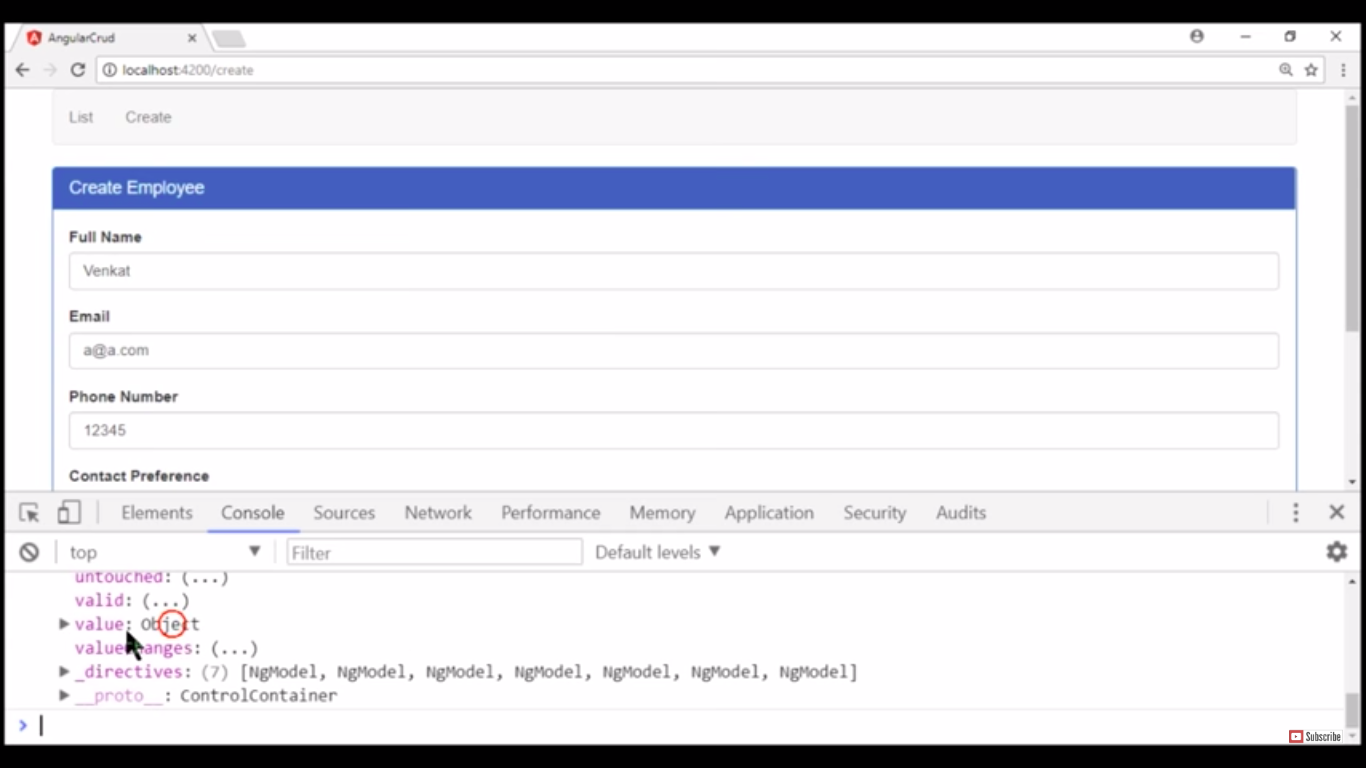 AngularCrud
localhost:4200/create
List Create
Create Employee
Full Name
Venkat
Email
a@a.com
Phone Number
12345
Contact Preference
Elements Console Sources Network Performance Memory Application Security Audits
top Filter Default levels
untouched: (...)
valid: (...)
value: Object
anges: (...)
_directives: (7) [NgModel, NgModel, NgModel, NgModel, NgModel, NgModel, NgModel]
__proto__: ControlContainer
Subscribe